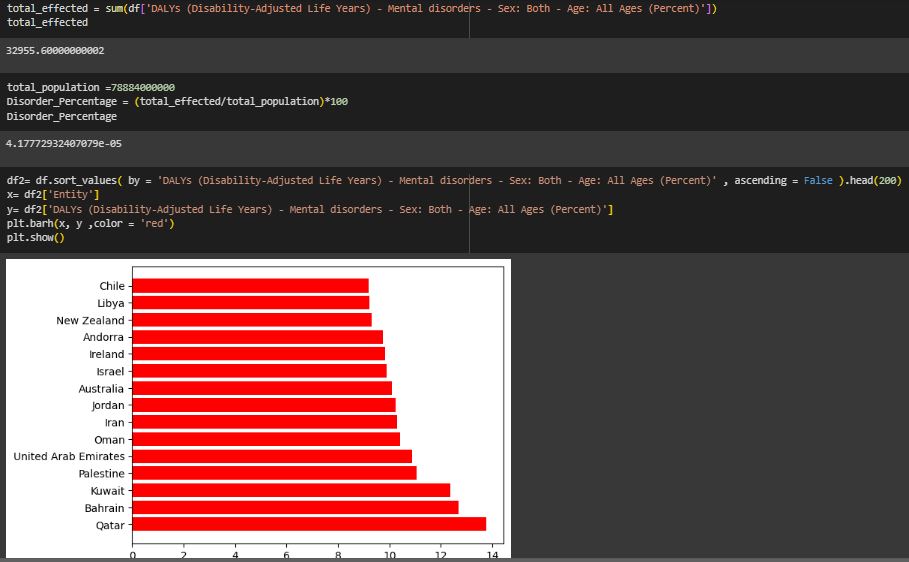 total_effected = sum(df['DALYs (Disability-Adjusted Life Years) - Mental disorders - Sex: Both - Age: All Ages (Percent)'])
total_effected
32955.60000000002
total_population =78884000000
Disorder_Percentage = (total_effected/total_population)*100
Disorder_Percentage
4.17772932407079e-05
df2= df.sort_values( by = 'DALYs (Disability-Adjusted Life Years) - Mental disorders - Sex: Both - Age: All Ages (Percent)' , ascending = False ).head(200)
x= df2['Entity']
y= df2['DALYs (Disability-Adjusted Life Years) - Mental disorders - Sex: Both - Age: All Ages (Percent)']
plt.barh(x, y ,color = 'red')
plt.show()
Chile
Libya
New Zealand
Andorra
Ireland
Israel
Australia
Jordan
Iran
Oman
United Arab Emirates
Palestine
Kuwait
Bahrain
Qatar
0 2 4 6 8 10 12 14